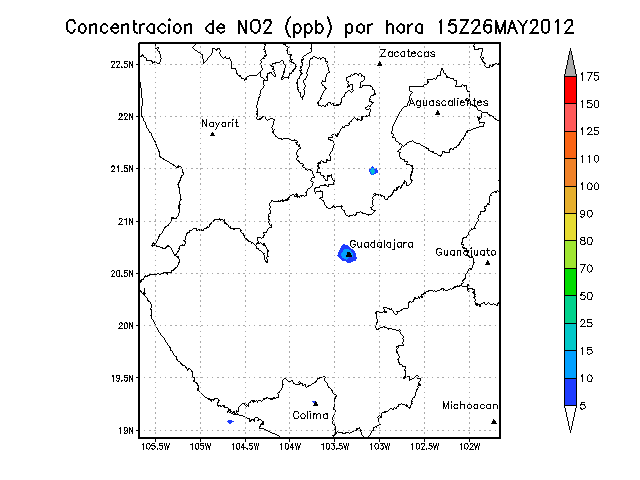 Concentracion de NO2 (ppb) por hora 15Z26MAY2012
Zacatecas
22.5N
175
Aguascalientes
150
22N
Nayarit
125
110
21.5N
100
90
21N
80
Guadalajara
Guanajuato
70
20.5N
50
20N
25
15
19.5N
10
Colima
Michoacan
5
19N
105.5W 105W 104.5W 104W 103.5W 103W 102.5W 102W